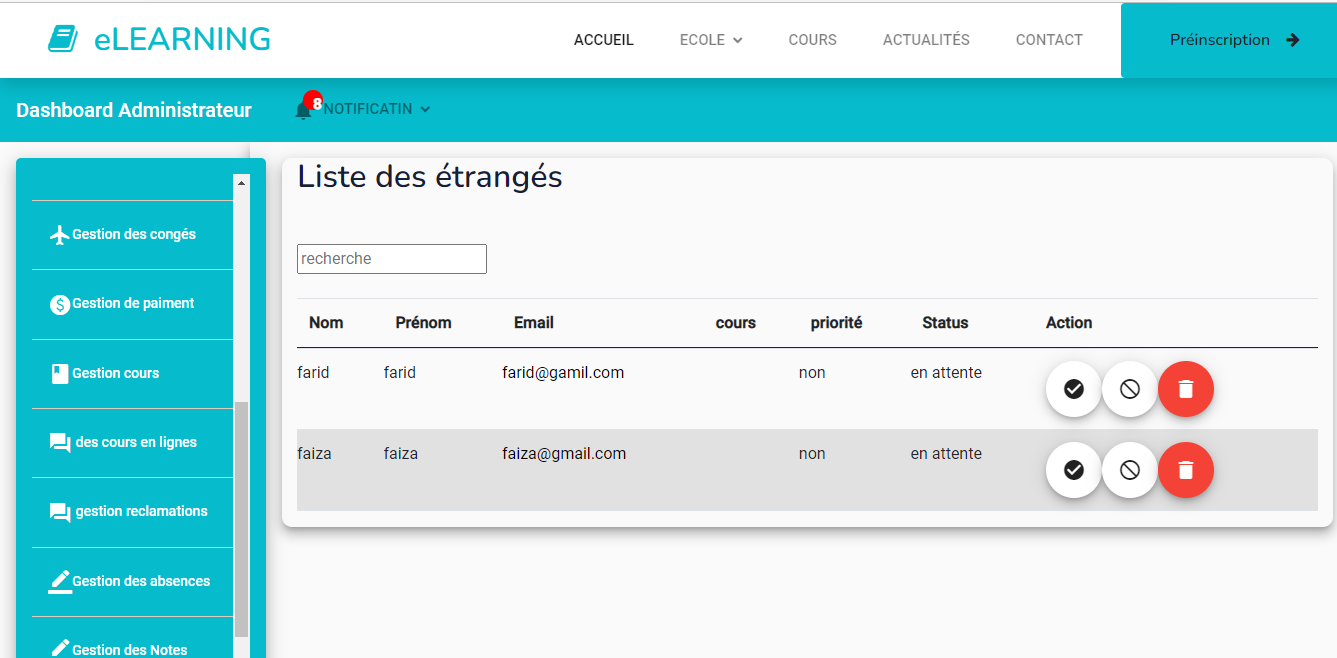 eLEARNING
ACCUEIL ECOLE COURS ACTUALITÉS CONTACT Préinscription
Dashboard Administrateur 8 NOTIFICATIN
Liste des étrangés
recherche
Nom Prénom Email cours priorité Status Action
farid farid farid@gamil.com non en attente
faiza faiza faiza@gmail.com non en attente
Gestion des congés
$ Gestion de paiment
Gestion cours
des cours en lignes
gestion reclamations
Gestion des absences
Gestion des Notes